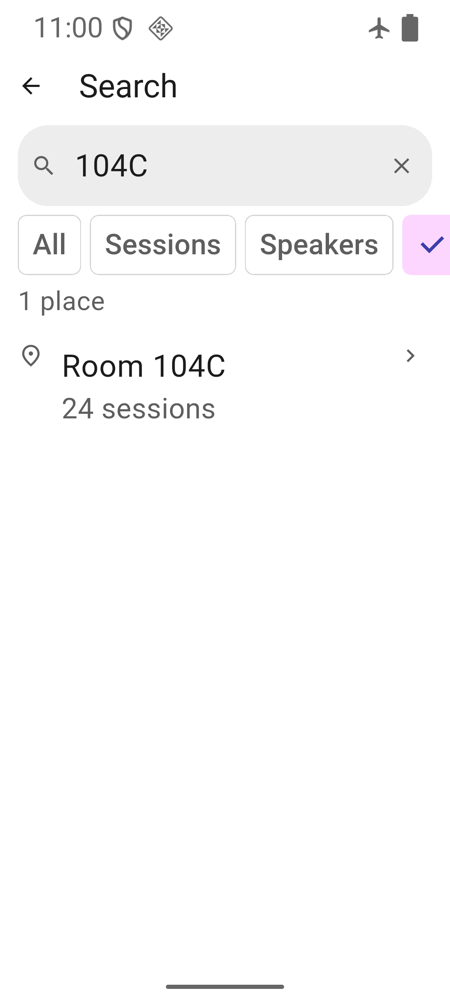 11:00
Search
104C
All Sessions Speakers
1 place
Room 104C
24 sessions